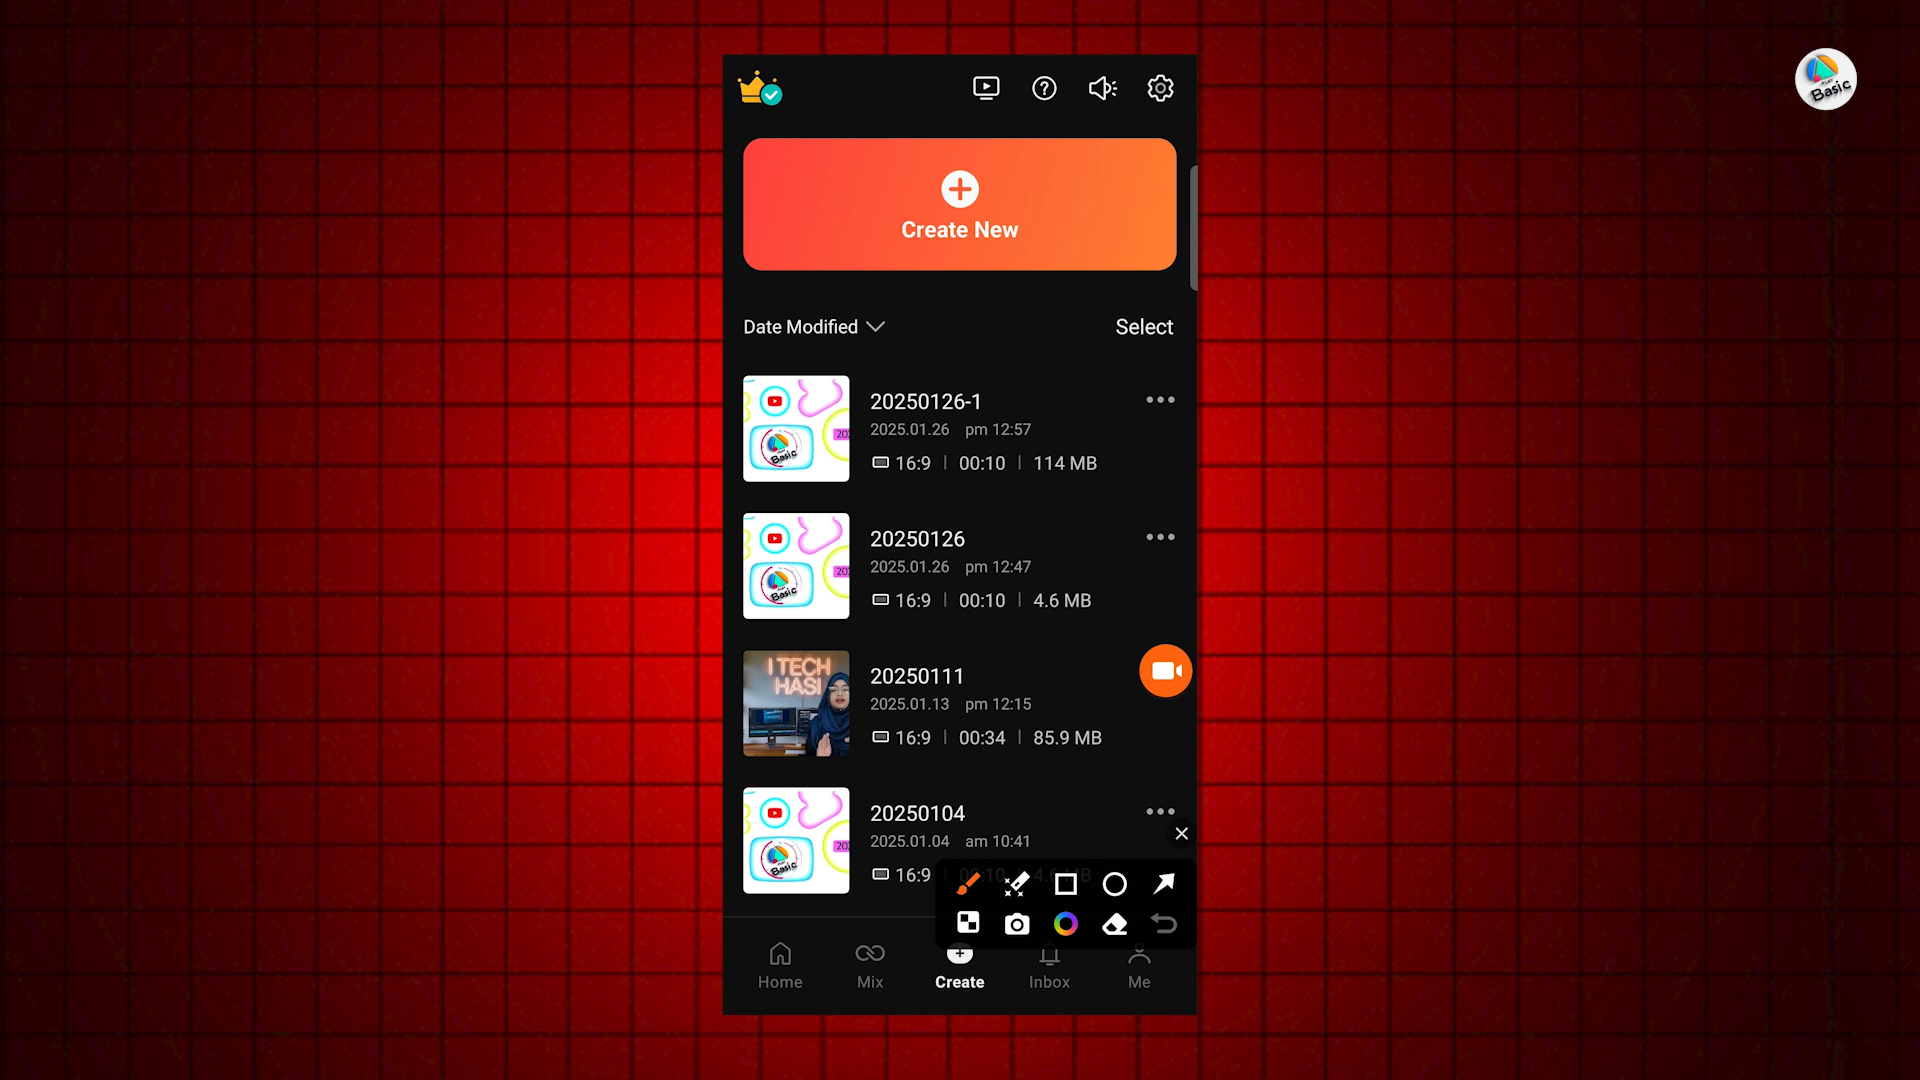 Basic
Create New
Date Modified
Select
20250126-1
2025.01.26 pm 12:57
16:9 | 00:10 | 114 MB
20250126
2025.01.26 pm 12:47
16:9 | 00:10 | 4.6 MB
I TECH
HASI
20250111
2025.01.13 pm 12:15
16:9 | 00:34 | 85.9 MB
20250104
2025.01.04 am 10:41
16:9
Home
Mix
Create
Inbox
Me